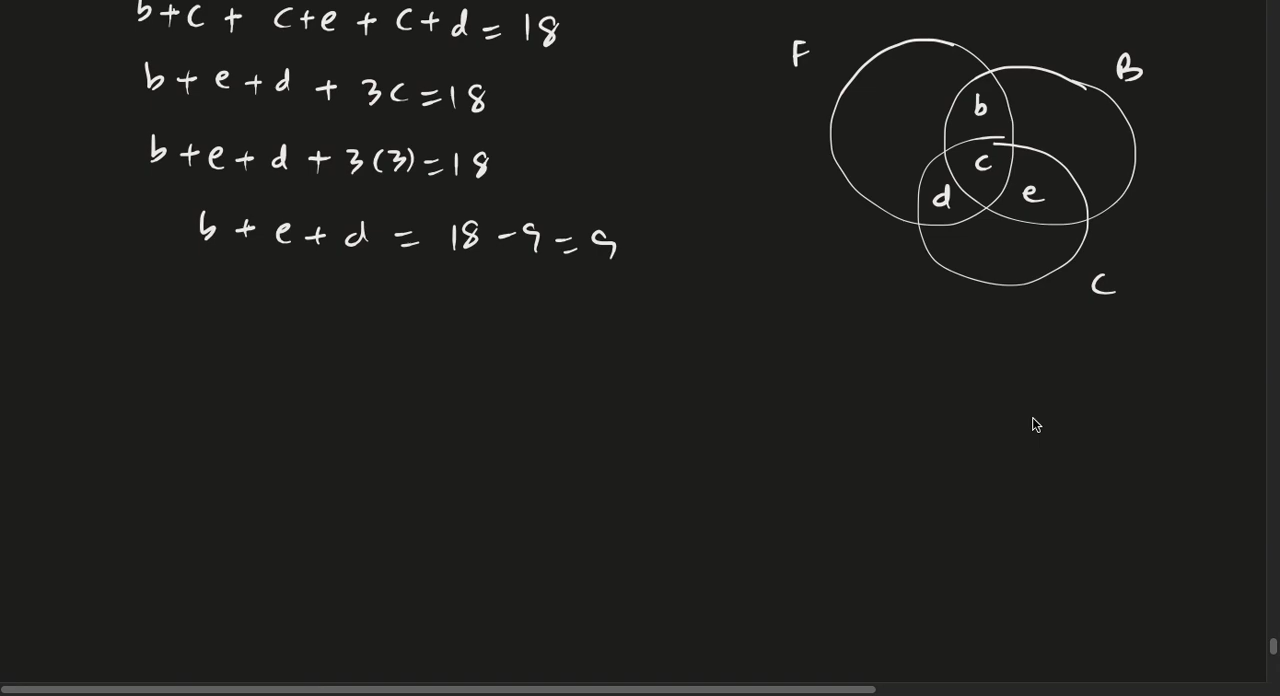 b+c + c+e + c+d = 18
b + e + d + 3c = 18
b + e + d + 3(3) = 18
b + e + d = 18 - 9 = 9
F
B
b
c
d
e
C